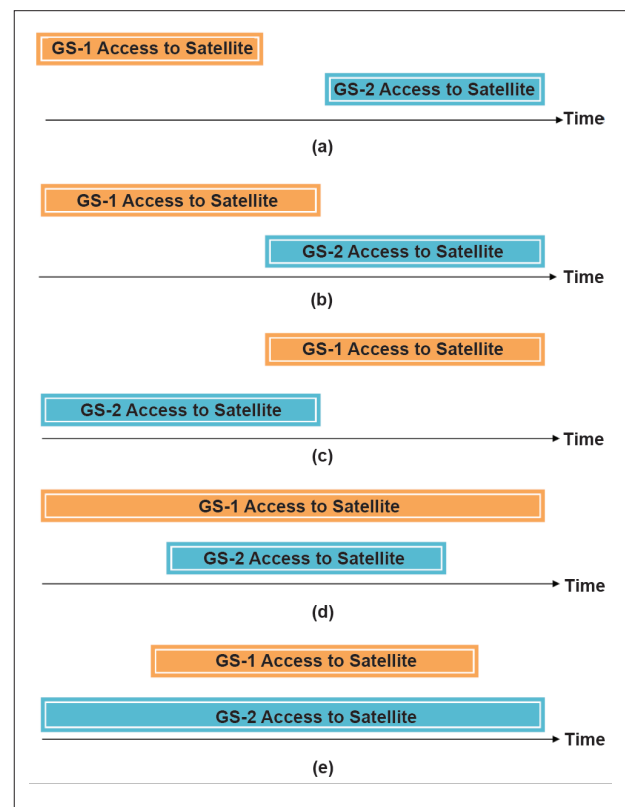 GS-1 Access to Satellite
GS-2 Access to Satellite
Time
(a)
GS-1 Access to Satellite
GS-2 Access to Satellite
Time
(b)
GS-1 Access to Satellite
GS-2 Access to Satellite
Time
(c)
GS-1 Access to Satellite
GS-2 Access to Satellite
Time
(d)
GS-1 Access to Satellite
GS-2 Access to Satellite
Time
(e)